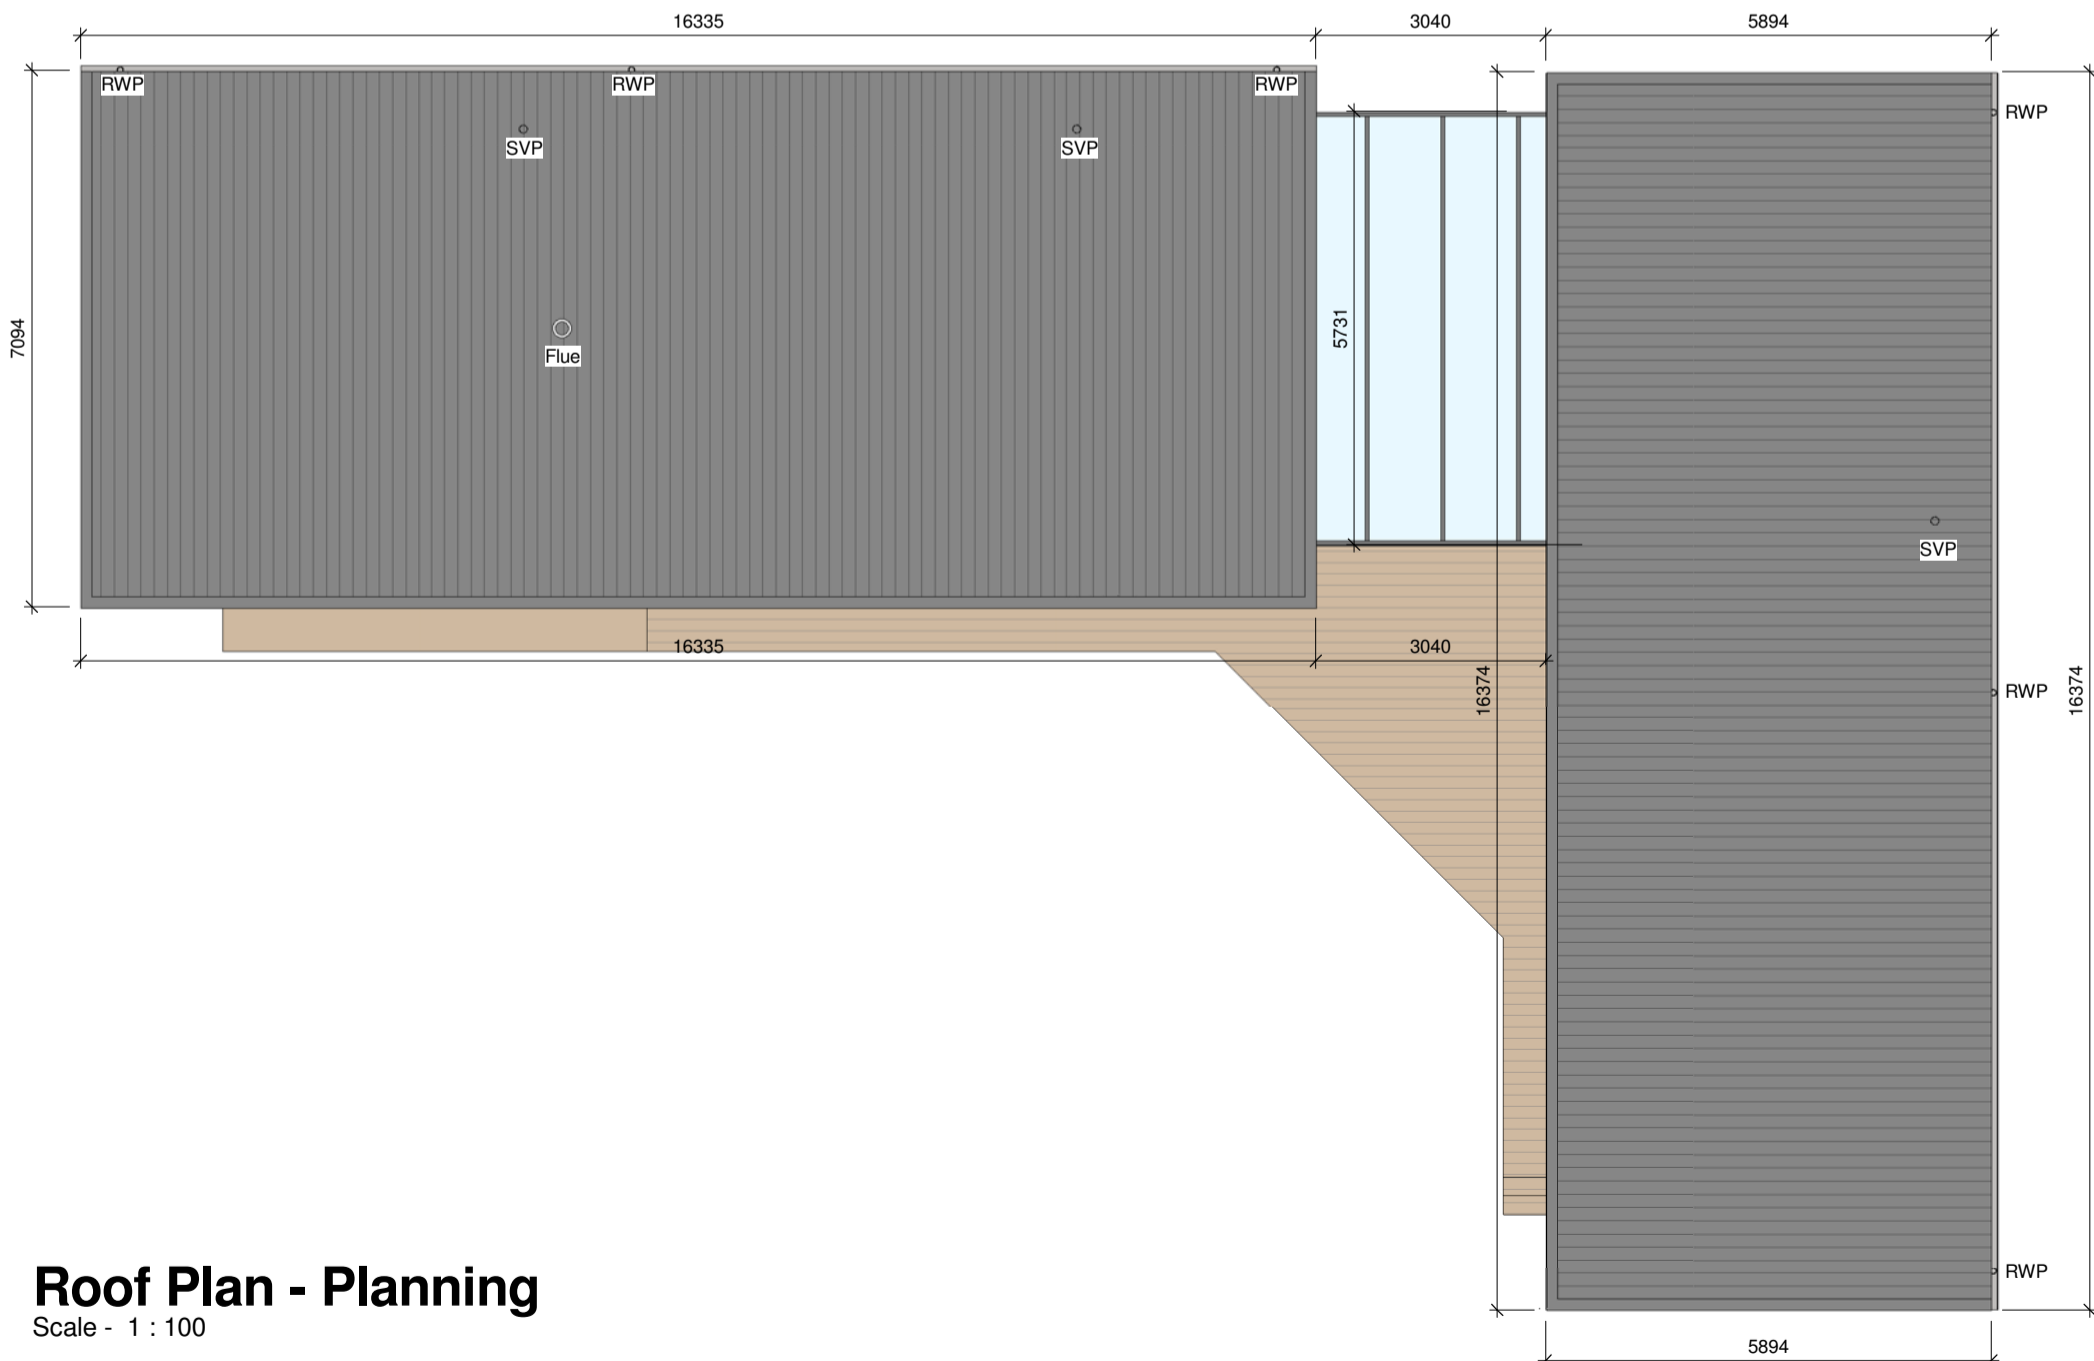 16335
3040
5894
RWP
RWP
RWP
RWP
SVP
SVP
7094
5731
Flue
SVP
16335
3040
16374
RWP
16374
RWP
Roof Plan - Planning
Scale - 1 : 100
5894